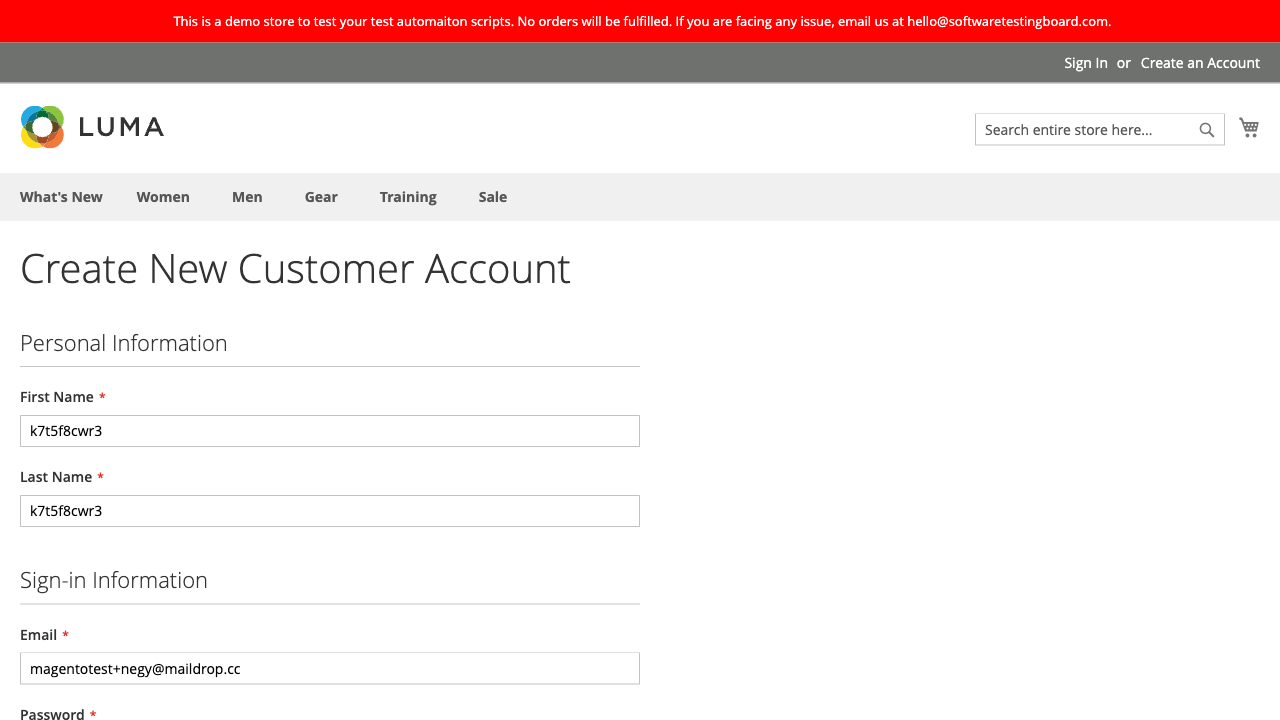 This is a demo store to test your test automaiton scripts. No orders will be fulfilled. If you are facing any issue, email us at hello@softwaretestingboard.com.
Sign In or Create an Account
LUMA
Search entire store here...
What's New Women Men Gear Training Sale
Create New Customer Account
Personal Information
First Name *
k7t5f8cwr3
Last Name *
k7t5f8cwr3
Sign-in Information
Email *
magentotest+negy@maildrop.cc
Password *